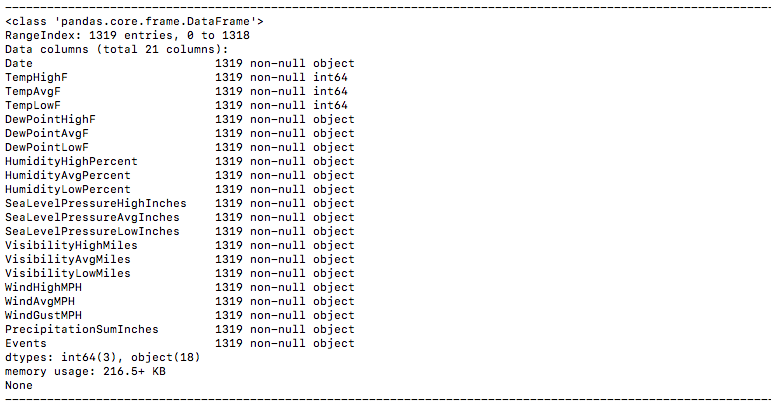 <class 'pandas.core.frame.DataFrame'>
RangeIndex: 1319 entries, 0 to 1318
Data columns (total 21 columns):
Date                          1319 non-null object
TempHighF                     1319 non-null int64
TempAvgF                      1319 non-null int64
TempLowF                      1319 non-null int64
DewPointHighF                 1319 non-null object
DewPointAvgF                  1319 non-null object
DewPointLowF                  1319 non-null object
HumidityHighPercent           1319 non-null object
HumidityAvgPercent            1319 non-null object
HumidityLowPercent            1319 non-null object
SeaLevelPressureHighInches    1319 non-null object
SeaLevelPressureAvgInches     1319 non-null object
SeaLevelPressureLowInches     1319 non-null object
VisibilityHighMiles           1319 non-null object
VisibilityAvgMiles            1319 non-null object
VisibilityLowMiles            1319 non-null object
WindHighMPH                   1319 non-null object
WindAvgMPH                    1319 non-null object
WindGustMPH                   1319 non-null object
PrecipitationSumInches        1319 non-null object
Events                        1319 non-null object
dtypes: int64(3), object(18)
memory usage: 216.5+ KB
None